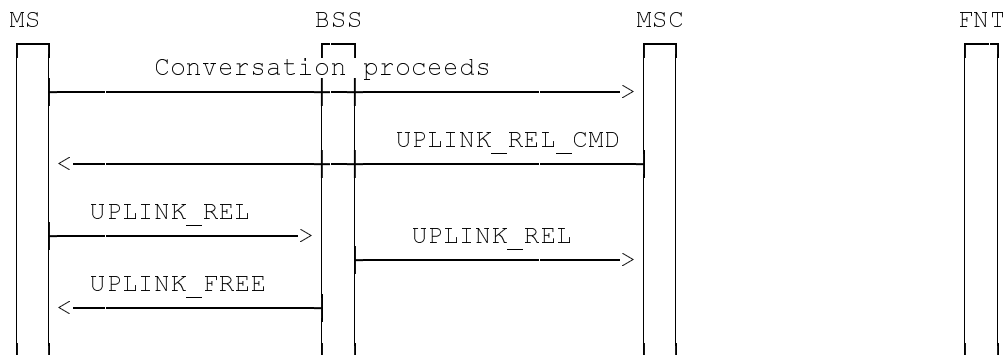 MS BSS MSC FNT
Conversation proceeds
UPLINK_REL_CMD
UPLINK_REL
UPLINK_REL
UPLINK_FREE